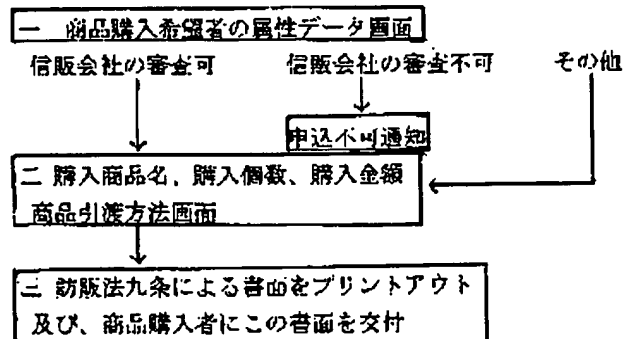 一 商品購入希望者の属性データ画面
信販会社の審査可 信販会社の審査不可 その他
申込不可通知
二 購入商品名、購入個数、購入金額
商品引渡方法画面
三 訪販法九条による書面をプリントアウト
及び、商品購入者にこの書面を交付